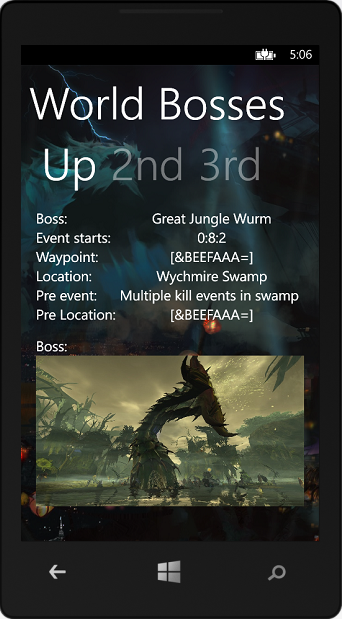 5:06
World Bosses
Up 2nd 3rd
Boss: Great Jungle Wurm
Event starts: 0:8:2
Waypoint: [&BEEFAAA=]
Location: Wychmire Swamp
Pre event: Multiple kill events in swamp
Pre Location: [&BEEFAAA=]
Boss: